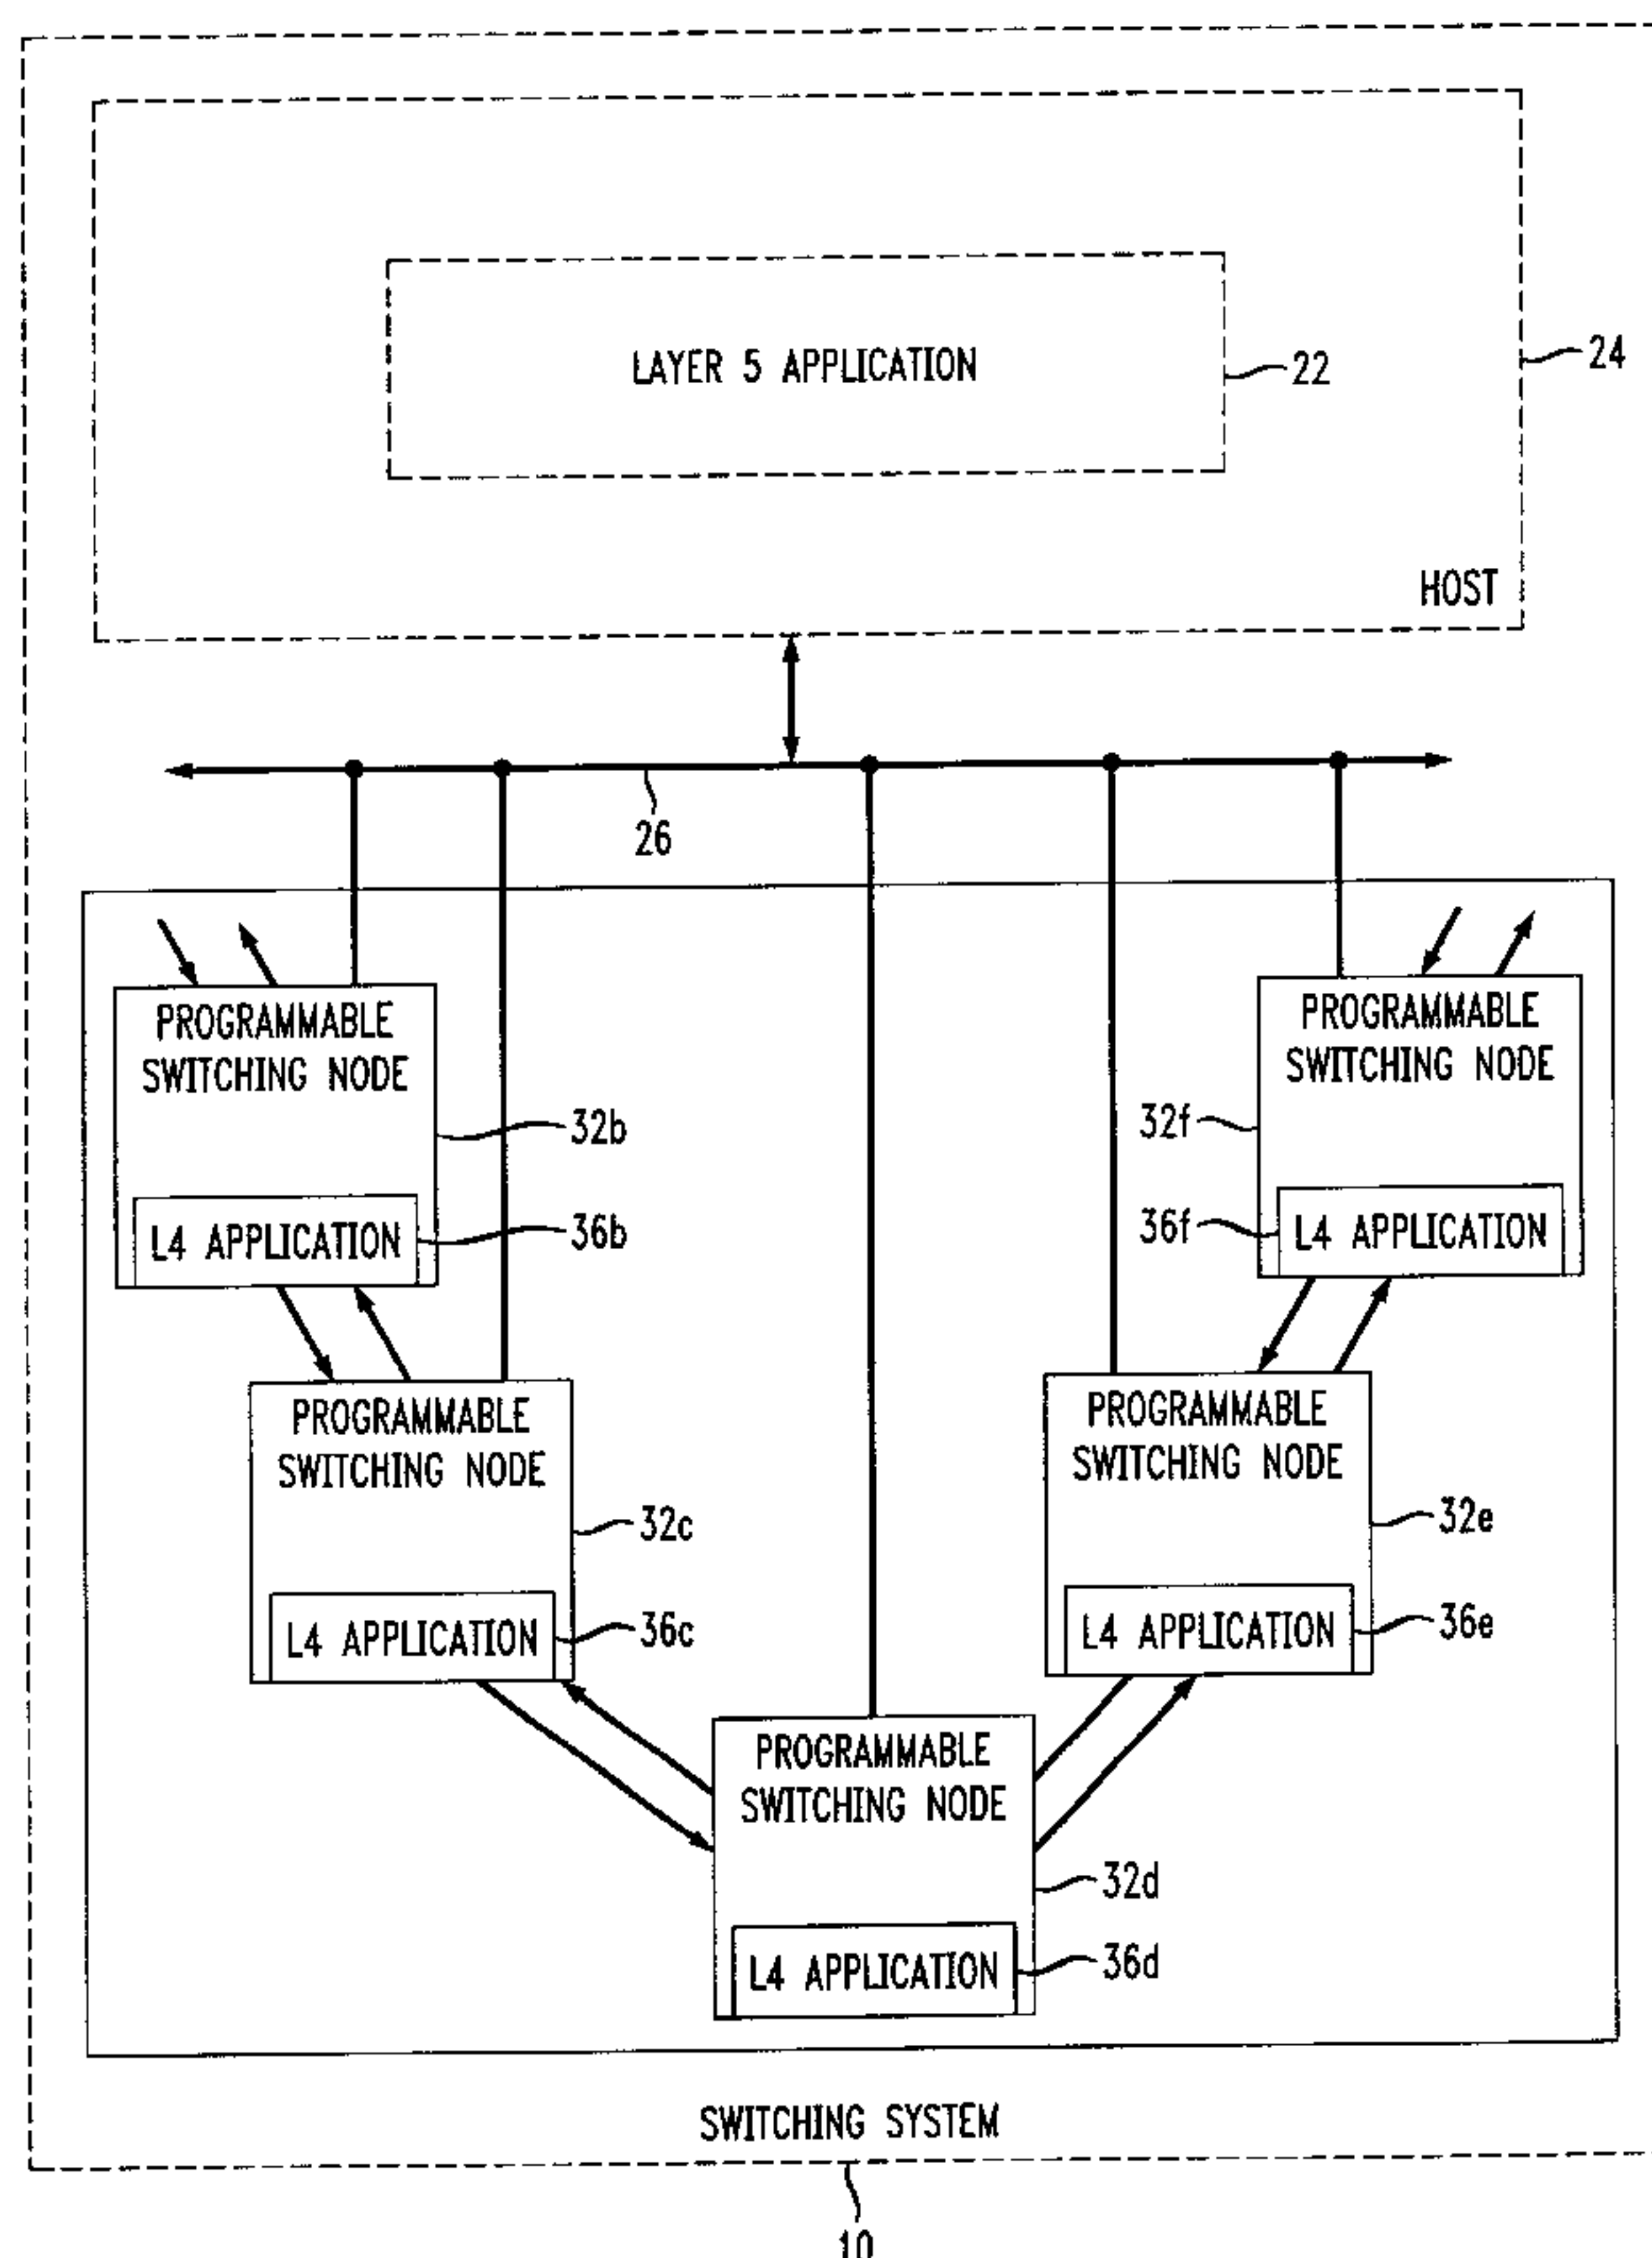 LAYER 5 APPLICATION
22
24
HOST
26
PROGRAMMABLE
SWITCHING NODE
32b
L4 APPLICATION
36b
PROGRAMMABLE
SWITCHING NODE
32f
L4 APPLICATION
36f
PROGRAMMABLE
SWITCHING NODE
32c
L4 APPLICATION
36c
PROGRAMMABLE
SWITCHING NODE
32e
L4 APPLICATION
36e
PROGRAMMABLE
SWITCHING NODE
32d
L4 APPLICATION
36d
SWITCHING SYSTEM
10